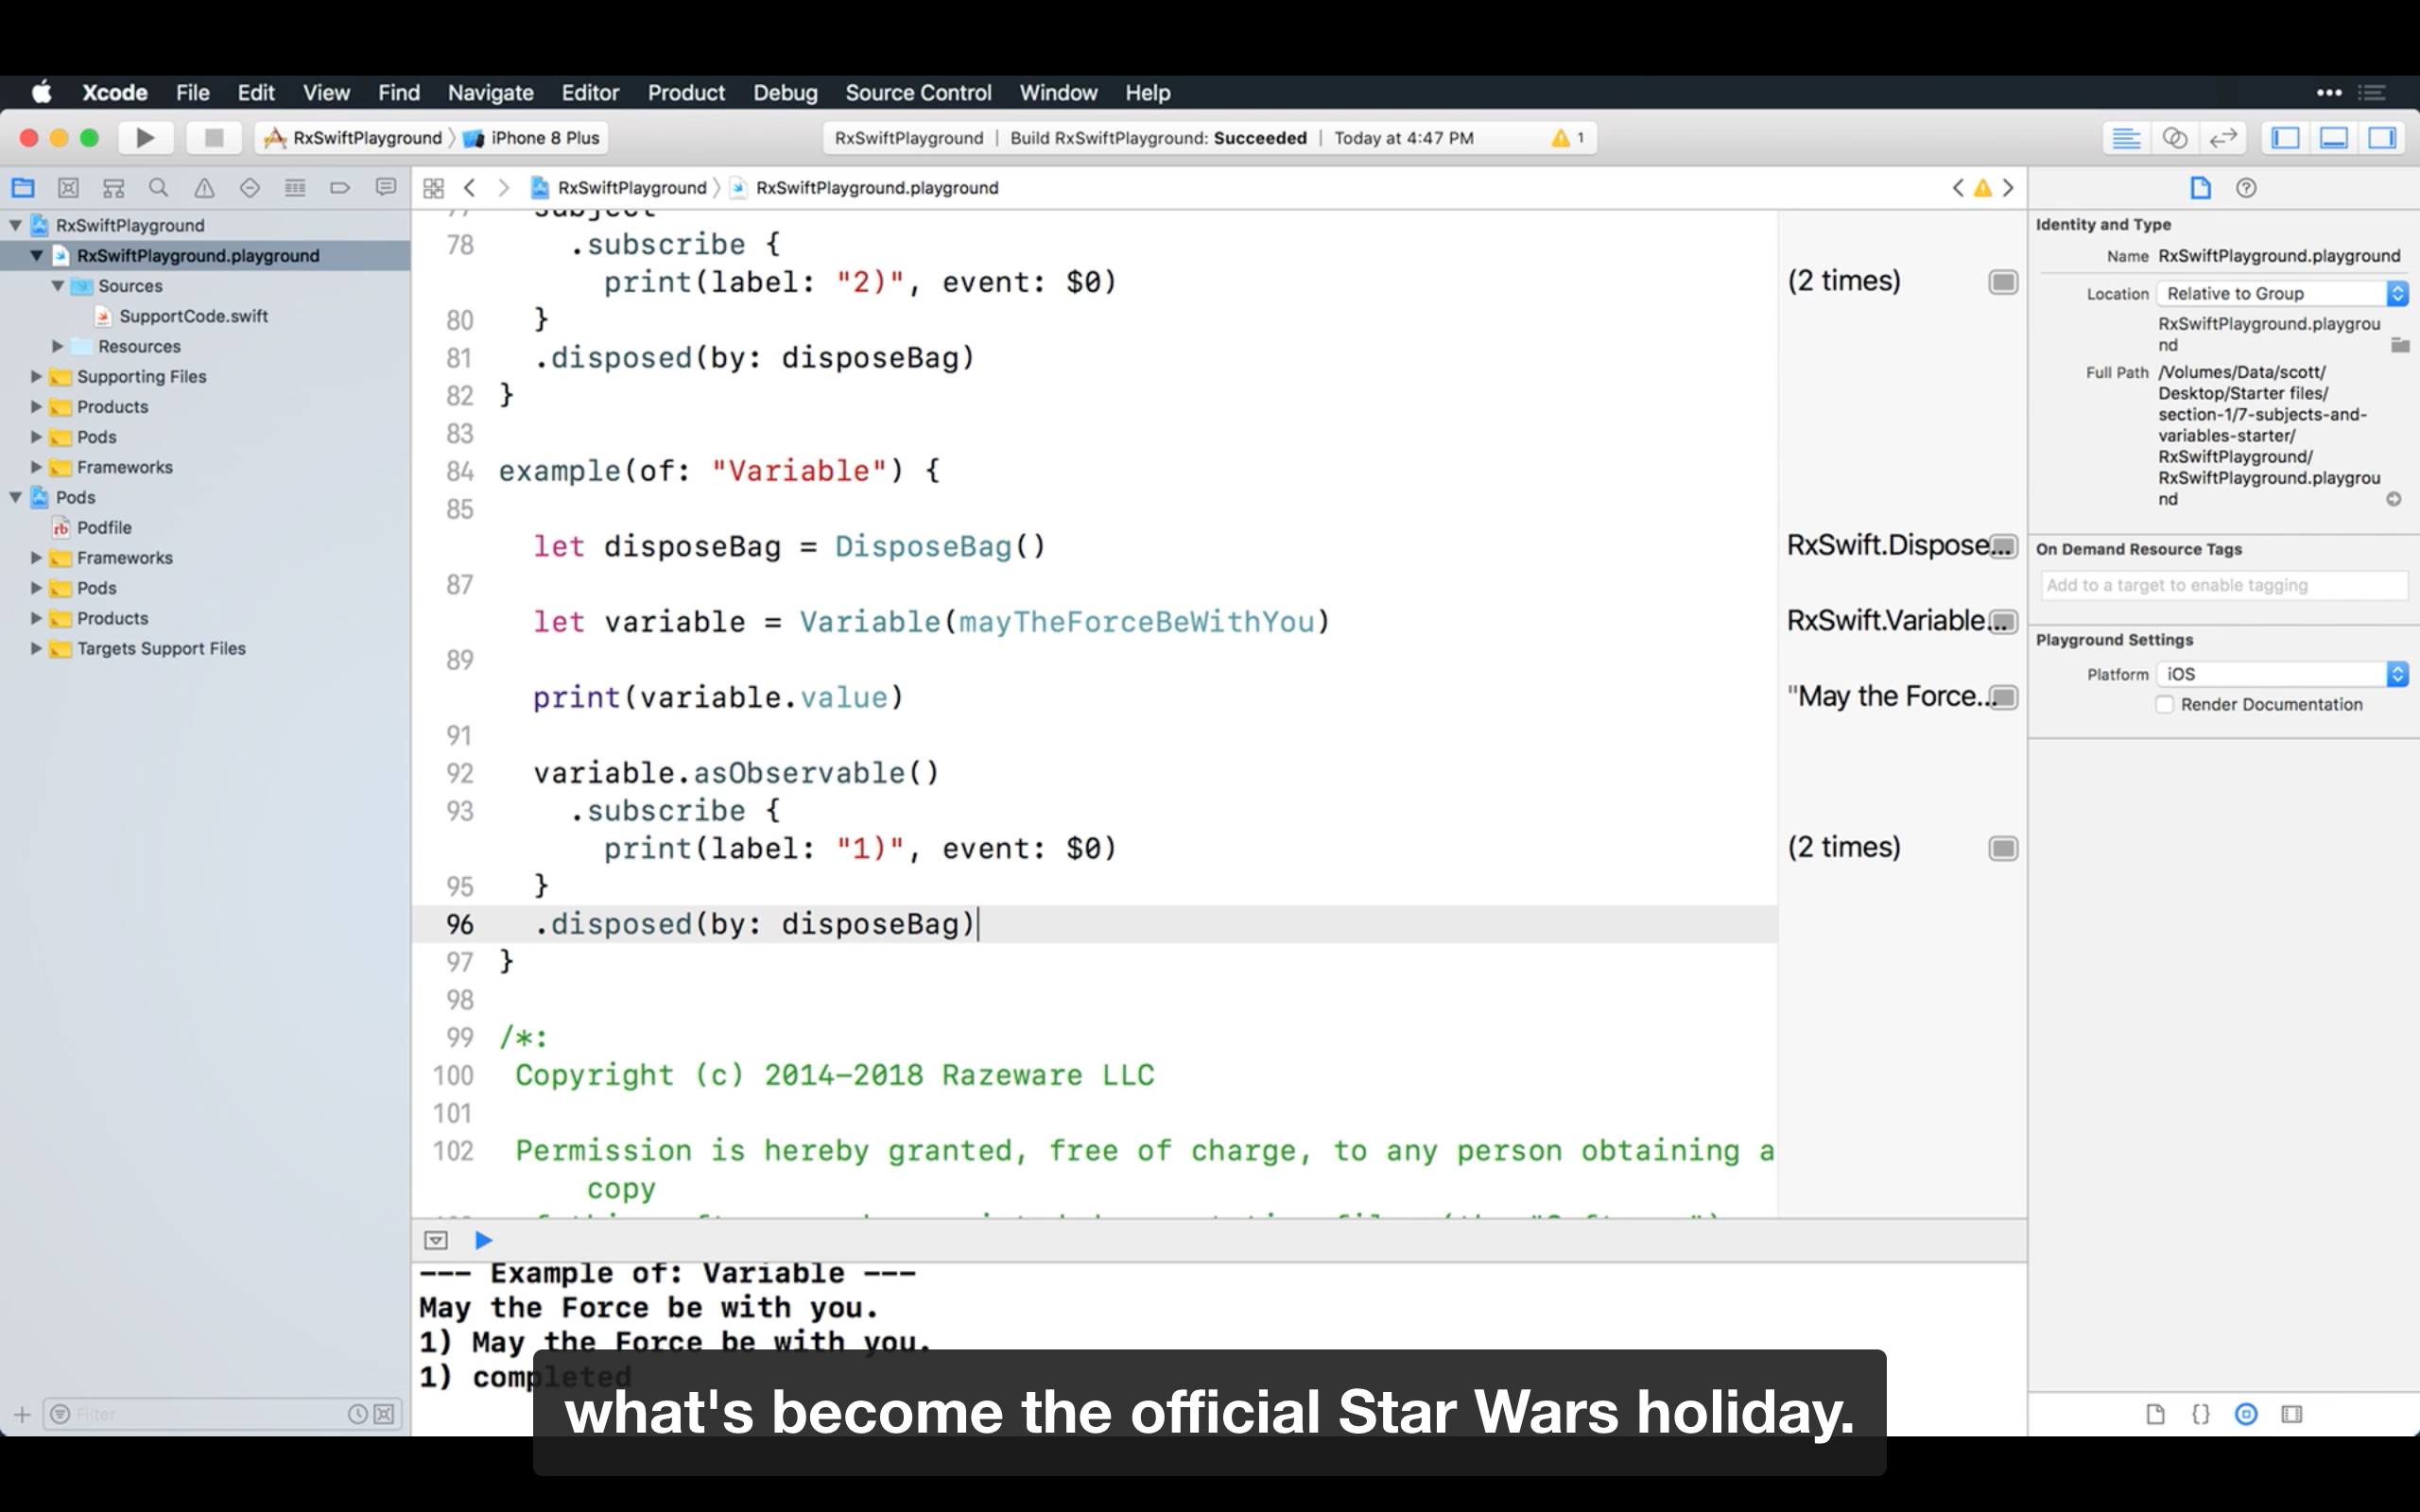 Xcode File Edit View Find Navigate Editor Product Debug Source Control Window Help
RxSwiftPlayground iPhone 8 Plus
RxSwiftPlayground | Build RxSwiftPlayground: Succeeded | Today at 4:47 PM 1
RxSwiftPlayground RxSwiftPlayground.playground
RxSwiftPlayground
RxSwiftPlayground.playground
Sources
SupportCode.swift
Resources
Supporting Files
Products
Pods
Frameworks
Pods
Podfile
Frameworks
Pods
Products
Targets Support Files
Filter
77 subject
78 .subscribe {
print(label: "2)", event: $0)
80 }
81 .disposed(by: disposeBag)
82 }
83
84 example(of: "Variable") {
85
let disposeBag = DisposeBag()
87
let variable = Variable(mayTheForceBeWithYou)
89
print(variable.value)
91
92 variable.asObservable()
93 .subscribe {
print(label: "1)", event: $0)
95 }
96 .disposed(by: disposeBag)
97 }
98
99 /*:
100 Copyright (c) 2014-2018 Razeware LLC
101
102 Permission is hereby granted, free of charge, to any person obtaining a
copy
(2 times)
RxSwift.Dispose...
RxSwift.Variable...
"May the Force...
(2 times)
--- Example of: Variable ---
May the Force be with you.
1) May the Force be with you.
1) completed
Identity and Type
Name RxSwiftPlayground.playground
Location Relative to Group
RxSwiftPlayground.playgrou
nd
Full Path /Volumes/Data/scott/
Desktop/Starter files/
section-1/7-subjects-and-
variables-starter/
RxSwiftPlayground/
RxSwiftPlayground.playgrou
nd
On Demand Resource Tags
Add to a target to enable tagging
Playground Settings
Platform iOS
Render Documentation
what's become the official Star Wars holiday.